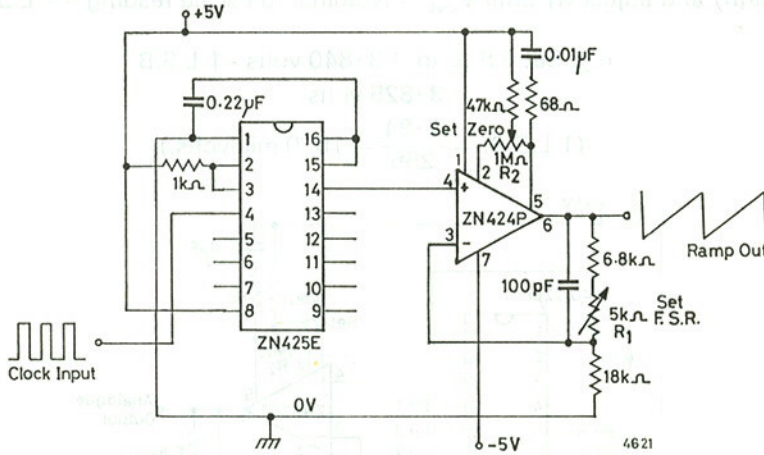 +5V
0.01µF
0.22µF
47kΩ
68Ω
Set Zero
1MΩ
R2
1kΩ
1
2
3
4
5
6
7
8
16
15
14
13
12
11
10
9
ZN425E
1
2
4
+
3
-
5
6
7
ZN424P
6.8kΩ
Ramp Out
100pF
5kΩ
R1
Set
F.S.R.
18kΩ
Clock Input
0V
-5V
4621